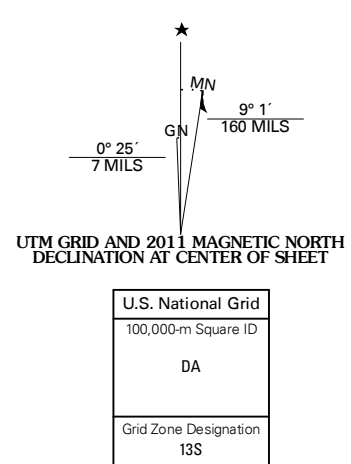 MN
9° 1´
160 MILS
GN
0° 25´
7 MILS
UTM GRID AND 2011 MAGNETIC NORTH
DECLINATION AT CENTER OF SHEET
U.S. National Grid
100,000-m Square ID
DA
Grid Zone Designation
13S